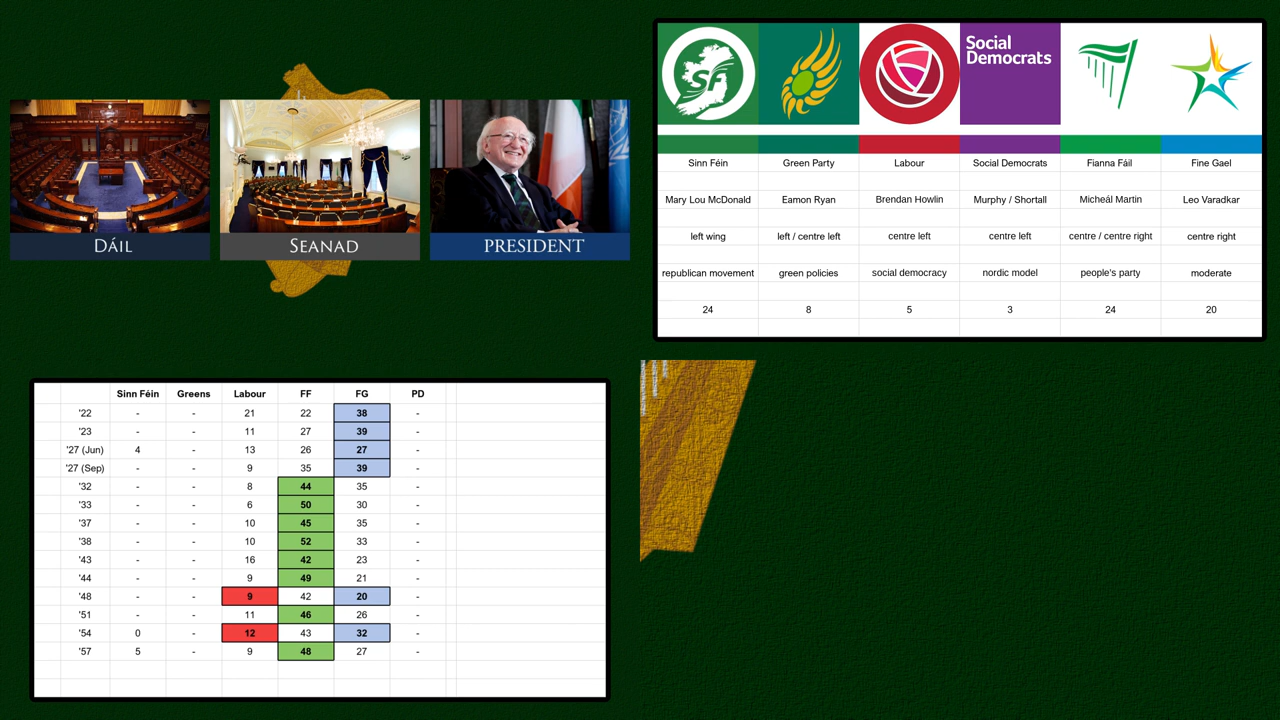 DÁIL
SEANAD
PRESIDENT
SF
Social
Democrats
Sinn Féin Green Party Labour Social Democrats Fianna Fáil Fine Gael
Mary Lou McDonald Eamon Ryan Brendan Howlin Murphy / Shortall Micheál Martin Leo Varadkar
left wing left / centre left centre left centre left centre / centre right centre right
republican movement green policies social democracy nordic model people's party moderate
24 8 5 3 24 20
Sinn Féin Greens Labour FF FG PD
'22 - - 21 22 38 -
'23 - - 11 27 39 -
'27 (Jun) 4 - 13 26 27 -
'27 (Sep) - - 9 35 39 -
'32 - - 8 44 35 -
'33 - - 6 50 30 -
'37 - - 10 45 35 -
'38 - - 10 52 33 -
'43 - - 16 42 23 -
'44 - - 9 49 21 -
'48 - - 9 42 20 -
'51 - - 11 46 26 -
'54 0 - 12 43 32 -
'57 5 - 9 48 27 -